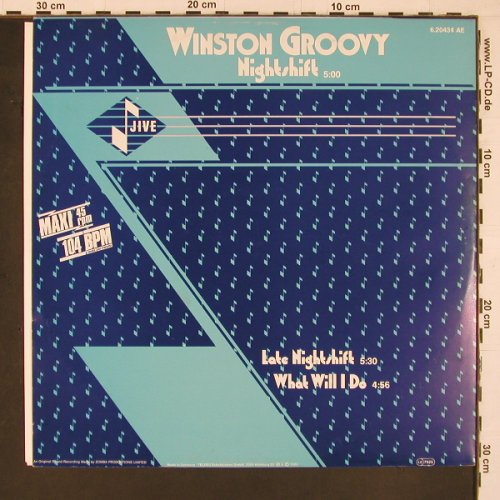 30 cm
20 cm
10 cm
WINSTON GROOVY
Nightshift 5:00
6.20434 AE
www.LP-CD.de
JIVE
10 cm
MAXI 45 rpm
104 BPM
20 cm
Late Nightshift 5:30
What Will I Do 4:56
30 cm